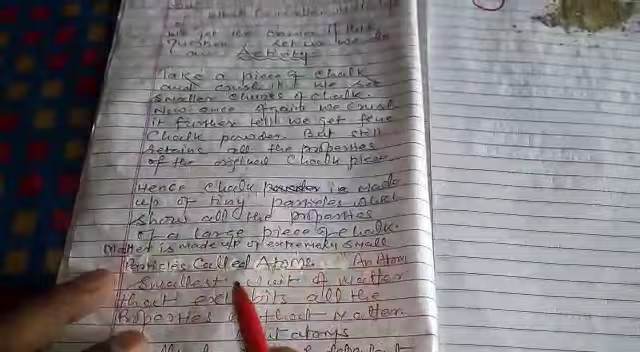 we get the answer
Question Let us we do
an Activity
Take a piece of chalk
and crush it we get
smaller chunks of chalk.
Now once Again we crush
it further till we get fine
Chalk powder. But still
retains all the properties
of the original Chalk piece
Hence chalk powder is made
up of tiny particles which
show all the properties
of a large piece of chalk.
Matter is made up of extremely small
Particles Called Atoms. An Atom
Smallest Unit of Matter
that exhibits all the
Properties that Matter.
atoms